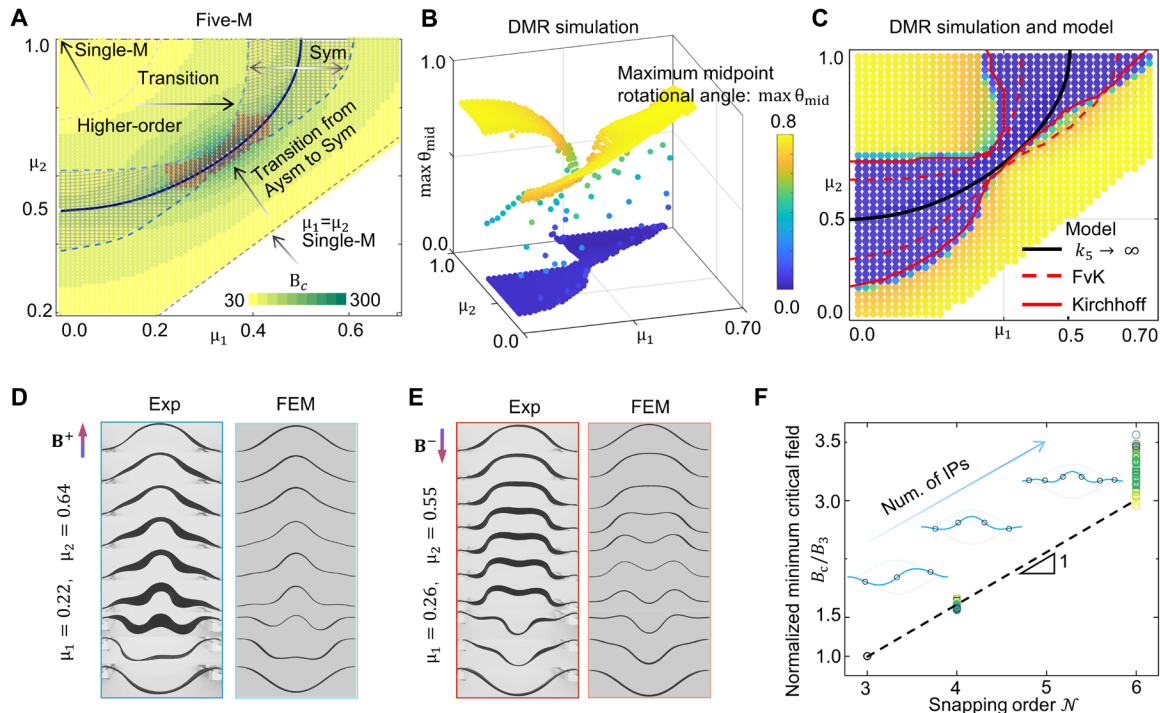 A
Five-M
1.0
Single-M
Sym
Transition
Higher-order
μ2
Transition from
Aysm to Sym
0.5
μ1=μ2
Single-M
Bc
30
300
0.2
0.0
0.2
0.4
0.6
μ1
B
DMR simulation
1.0
Maximum midpoint
rotational angle: max θmid
0.8
max θmid
0.0
1.0
μ2
0.0
μ1
0.70
0.0
C
DMR simulation and model
1.0
μ2
0.5
Model
k5 → ∞
FvK
Kirchhoff
0.0
0.0
μ1
0.5
0.70
D
Exp
FEM
B+
μ1 = 0.22, μ2 = 0.64
E
Exp
FEM
B−
μ1 = 0.26, μ2 = 0.55
F
Normalized minimum critical field
Bc/B3
3.5
3.0
1.5
1.0
Num. of IPs
1
3
4
5
6
Snapping order 𝒩